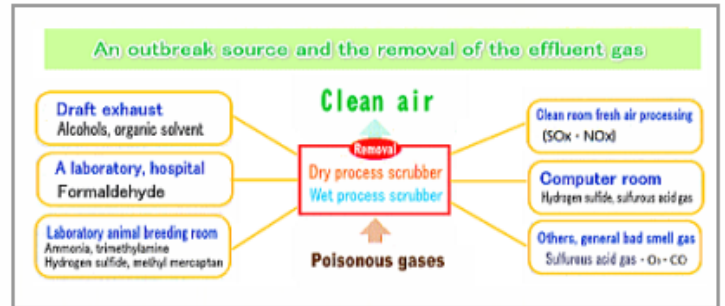 An outbreak source and the removal of the effluent gas
Draft exhaust
Alcohols, organic solvent
A laboratory, hospital
Formaldehyde
Laboratory animal breeding room
Ammonia, trimethylamine
Hydrogen sulfide, methyl mercaptan
Clean air
Removal
Dry process scrubber
Wet process scrubber
Poisonous gases
Clean room fresh air processing
(SOx・NOx)
Computer room
Hydrogen sulfide, sulfurous acid gas
Others, general bad smell gas
Sulfurous acid gas・O₃・CO